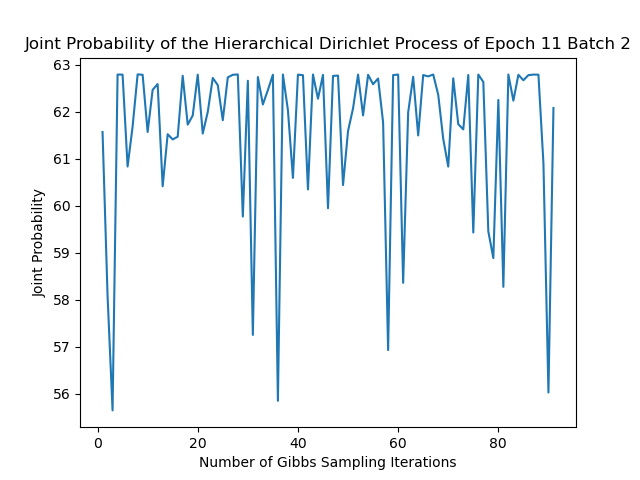 Joint Probability of the Hierarchical Dirichlet Process of Epoch 11 Batch 2
63
62
61
60
59
58
57
56
Joint Probability
0 20 40 60 80
Number of Gibbs Sampling Iterations